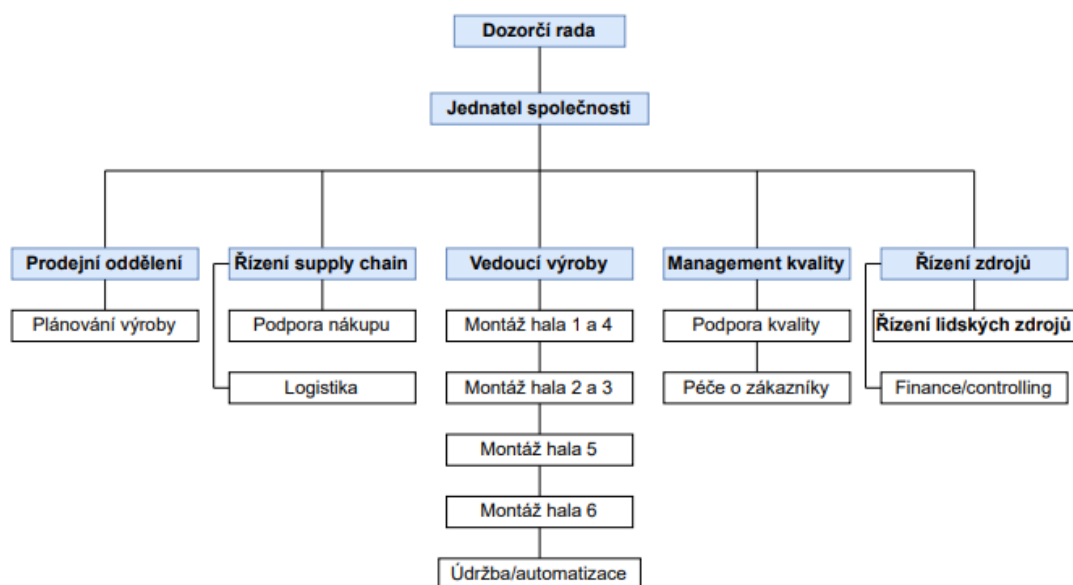 Dozorčí rada
Jednatel společnosti
Prodejní oddělení
Řízení supply chain
Vedoucí výroby
Management kvality
Řízení zdrojů
Plánování výroby
Podpora nákupu
Montáž hala 1 a 4
Podpora kvality
Řízení lidských zdrojů
Logistika
Montáž hala 2 a 3
Péče o zákazníky
Finance/controlling
Montáž hala 5
Montáž hala 6
Údržba/automatizace